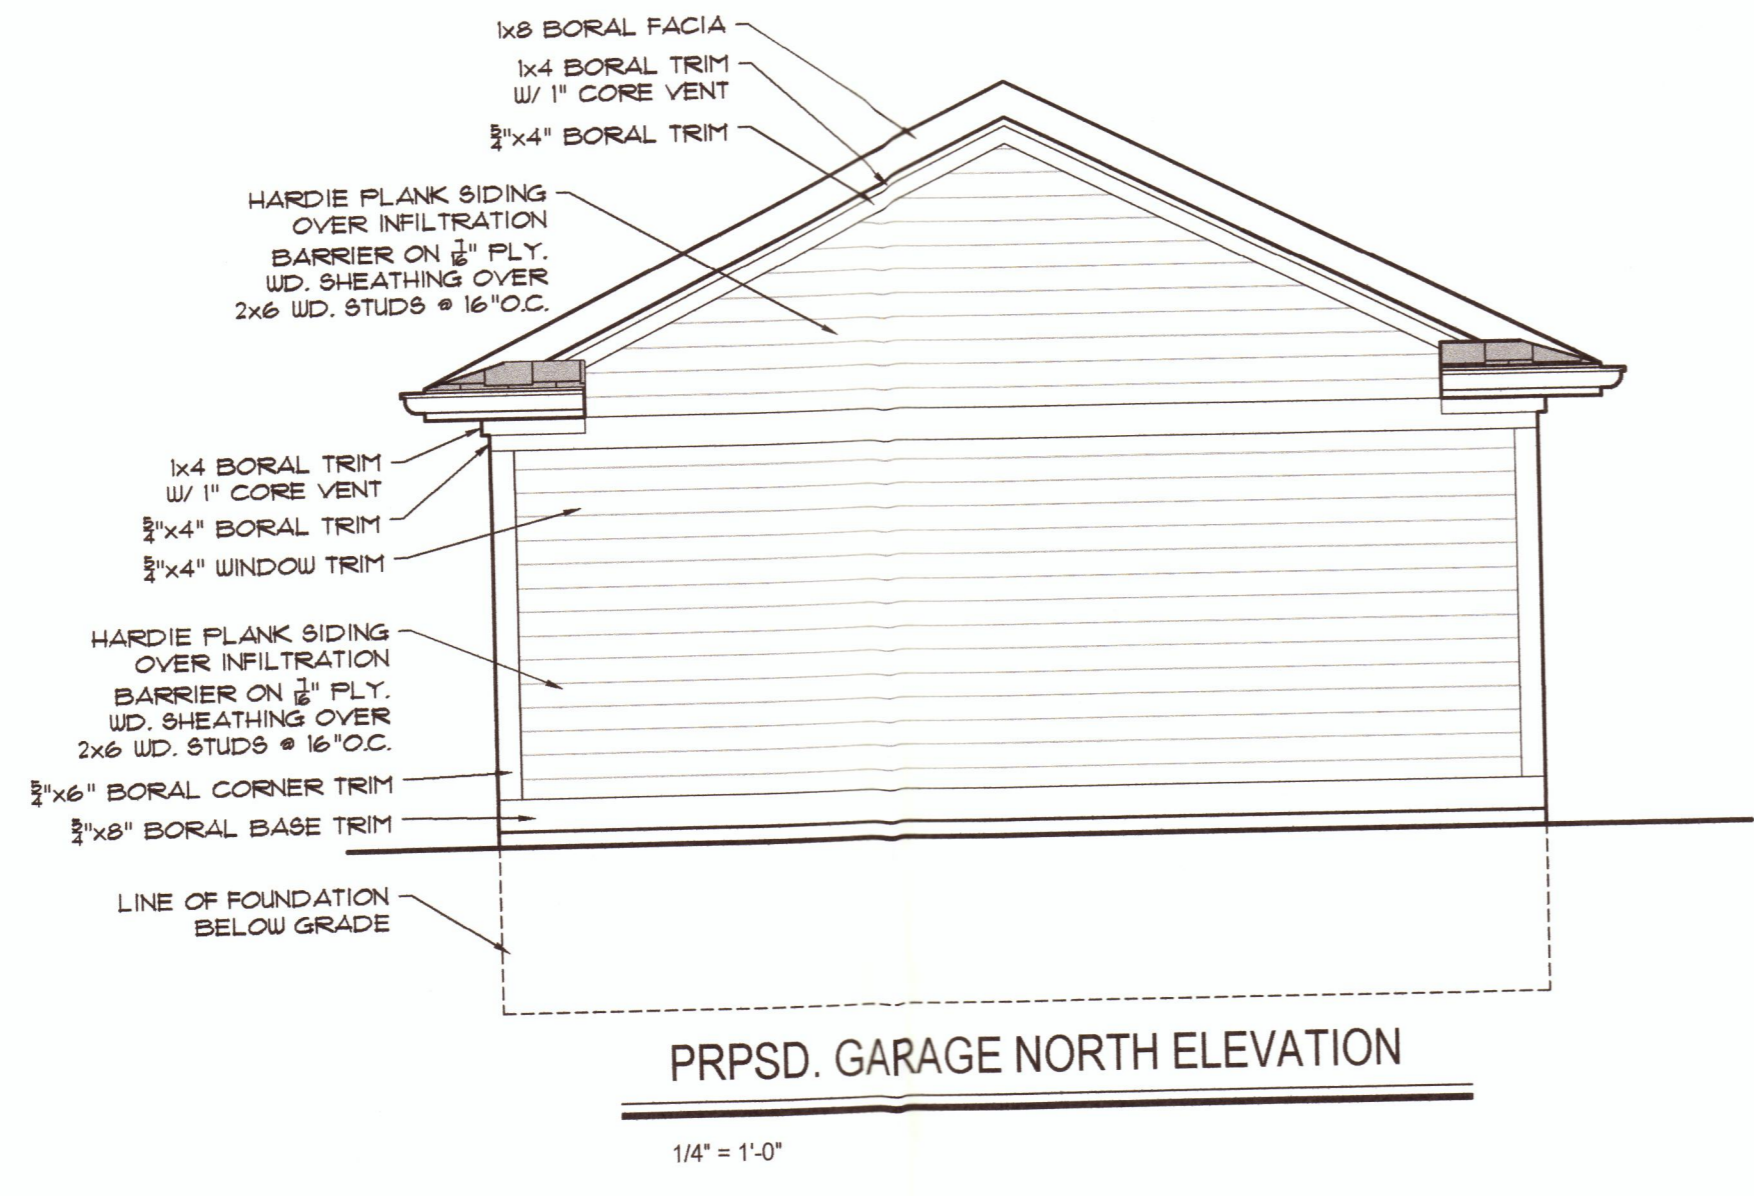 1x8 BORAL FACIA
1x4 BORAL TRIM
W/ 1" CORE VENT
5/4"x4" BORAL TRIM
HARDIE PLANK SIDING
OVER INFILTRATION
BARRIER ON 7/16" PLY.
WD. SHEATHING OVER
2x6 WD. STUDS @ 16"O.C.
1x4 BORAL TRIM
W/ 1" CORE VENT
5/4"x4" BORAL TRIM
5/4"x4" WINDOW TRIM
HARDIE PLANK SIDING
OVER INFILTRATION
BARRIER ON 7/16" PLY.
WD. SHEATHING OVER
2x6 WD. STUDS @ 16"O.C.
5/4"x6" BORAL CORNER TRIM
5/4"x8" BORAL BASE TRIM
LINE OF FOUNDATION
BELOW GRADE
PRPSD. GARAGE NORTH ELEVATION
1/4" = 1'-0"